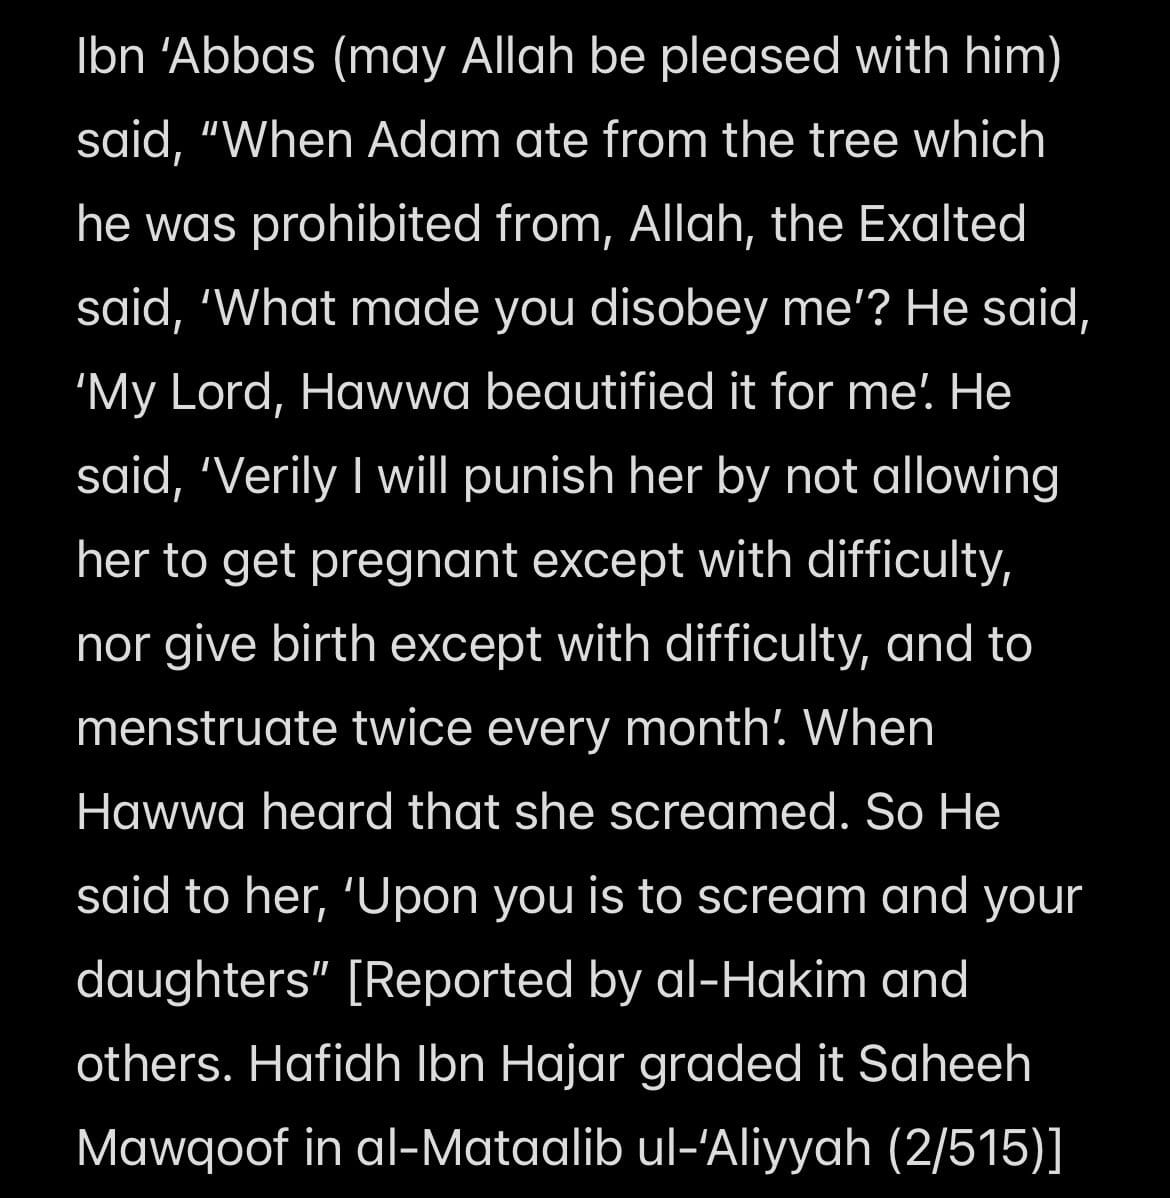 Ibn ‘Abbas (may Allah be pleased with him)
said, “When Adam ate from the tree which
he was prohibited from, Allah, the Exalted
said, ‘What made you disobey me’? He said,
‘My Lord, Hawwa beautified it for me’. He
said, ‘Verily I will punish her by not allowing
her to get pregnant except with difficulty,
nor give birth except with difficulty, and to
menstruate twice every month’. When
Hawwa heard that she screamed. So He
said to her, ‘Upon you is to scream and your
daughters” [Reported by al-Hakim and
others. Hafidh Ibn Hajar graded it Saheeh
Mawqoof in al-Mataalib ul-‘Aliyyah (2/515)]